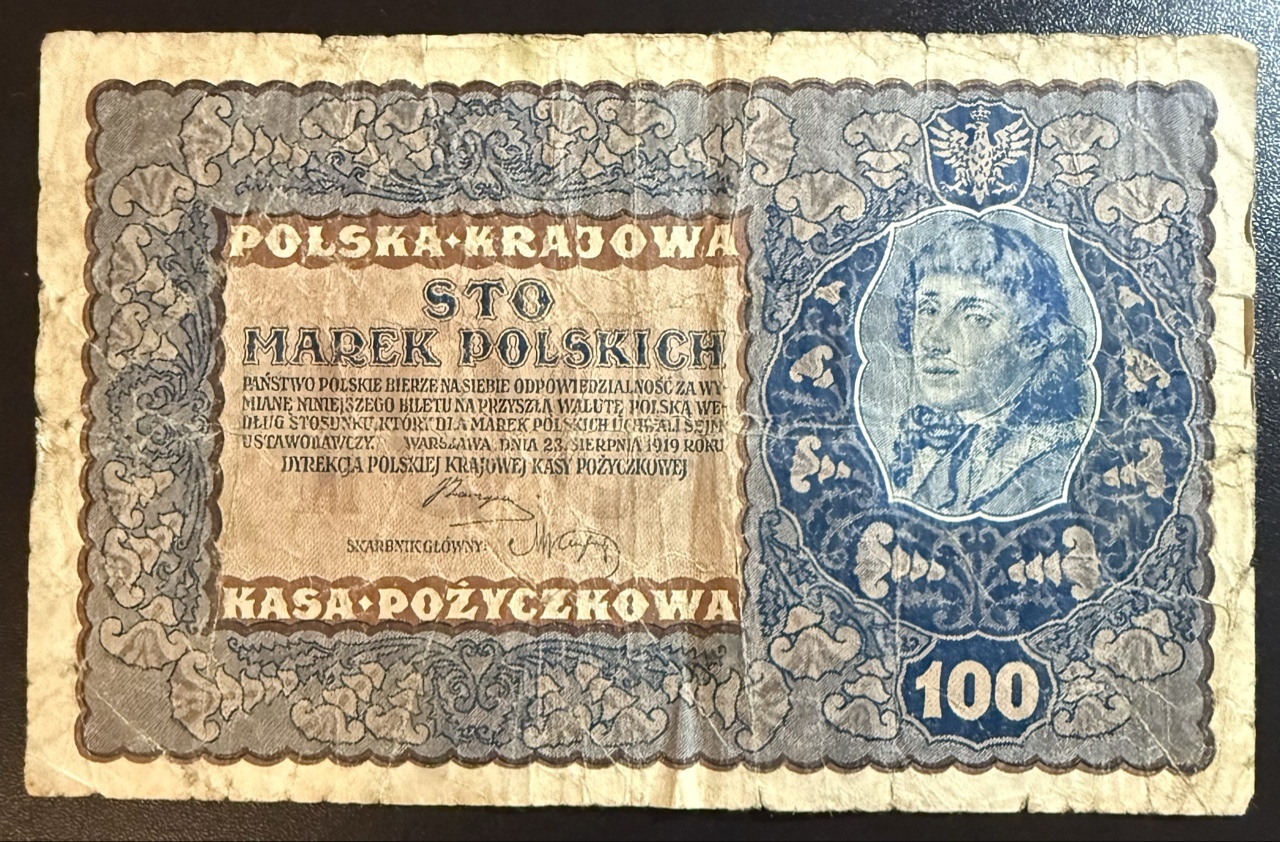 POLSKA·KRAJOWA
STO
MAREK POLSKICH
PAŃSTWO POLSKIE BIERZE NA SIEBIE ODPOWIEDZIALNOŚĆ ZA WY-
MIANĘ NINIEJSZEGO BILETU NA PRZYSZŁĄ WALUTĘ POLSKĄ WE-
DŁUG STOSUNKU, KTÓRY DLA MAREK POLSKICH UCHWALI SEJM
USTAWODAWCZY. WARSZAWA, DNIA 23. SIERPNIA 1919 ROKU
DYREKCJA POLSKIEJ KRAJOWEJ KASY POŻYCZKOWEJ
SKARBNIK GŁÓWNY:
KASA·POŻYCZKOWA
100